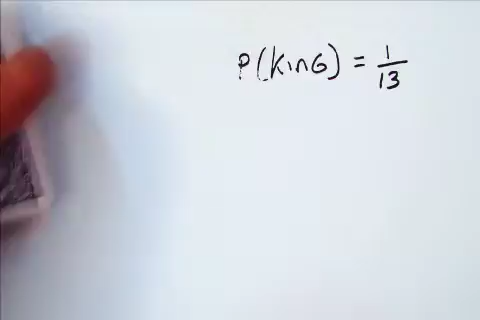 P(KinG) = 1/13